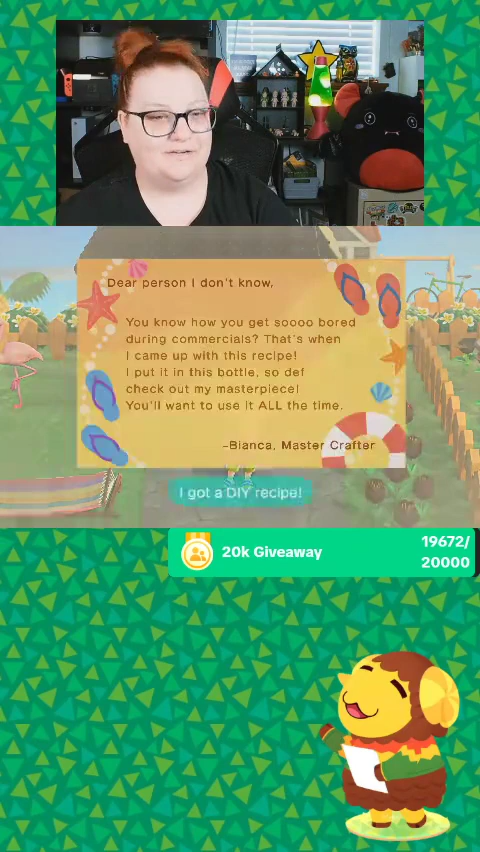 Dear person I don't know,
You know how you get soooo bored
during commercials? That's when
I came up with this recipe!
I put it in this bottle, so def
check out my masterpiece!
You'll want to use it ALL the time.
–Bianca, Master Crafter
I got a DIY recipe!
20k Giveaway
19672/
20000